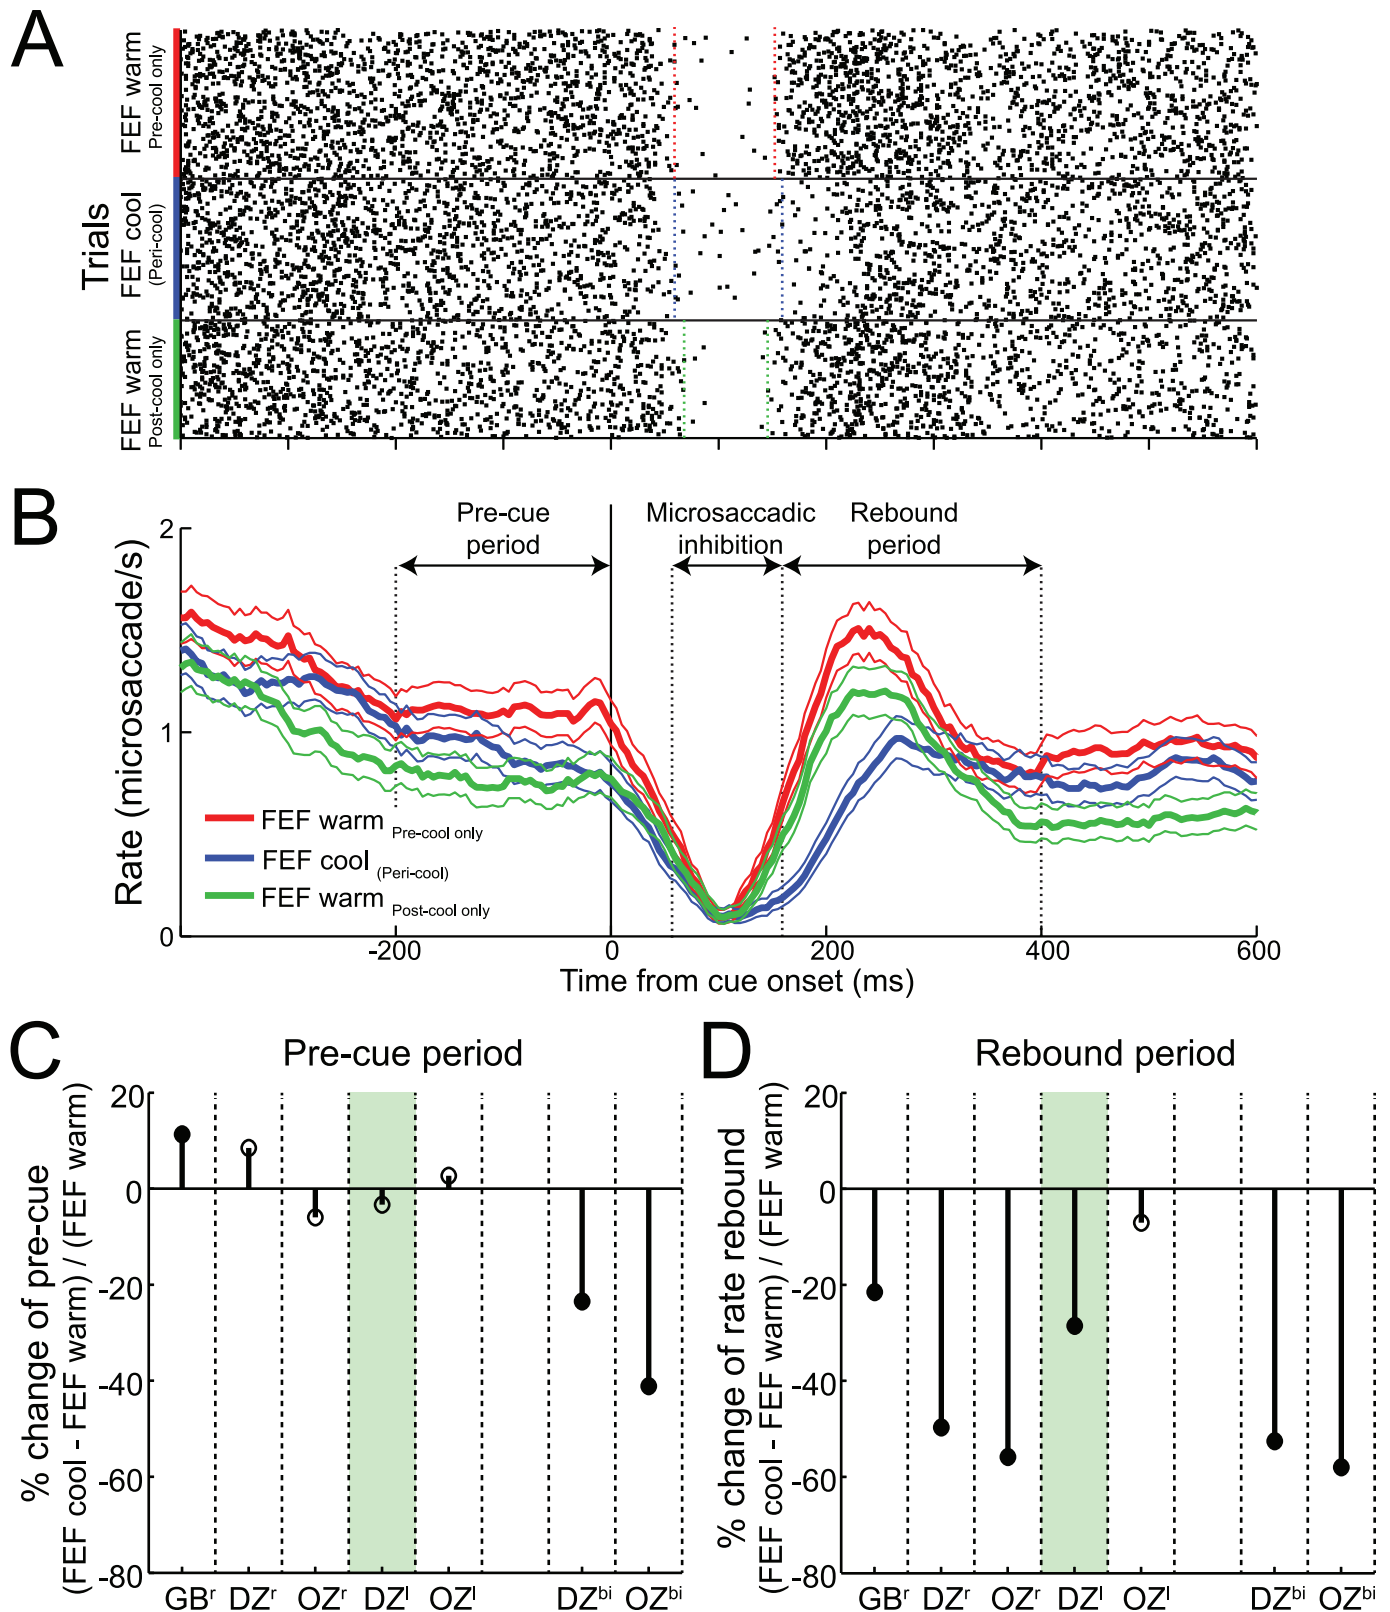 A
Trials
FEF warm
Pre-cool only
FEF cool
(Peri-cool)
FEF warm
Post-cool only
B
Pre-cue
period
Microsaccadic
inhibition
Rebound
period
Rate (microsaccade/s)
2
1
0
FEF warm Pre-cool only
FEF cool (Peri-cool)
FEF warm Post-cool only
-200 0 200 400 600
Time from cue onset (ms)
C
Pre-cue period
% change of pre-cue
(FEF cool - FEF warm) / (FEF warm)
20
0
-20
-40
-60
-80
GBʳ DZʳ OZʳ DZˡ OZˡ DZᵇⁱ OZᵇⁱ
D
Rebound period
% change of rate rebound
(FEF cool - FEF warm) / (FEF warm)
20
0
-20
-40
-60
-80
GBʳ DZʳ OZʳ DZˡ OZˡ DZᵇⁱ OZᵇⁱ